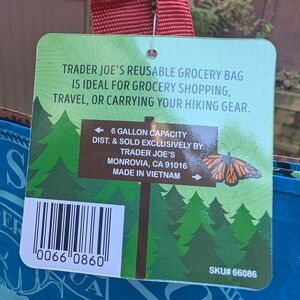 TRADER JOE'S REUSABLE GROCERY BAG
IS IDEAL FOR GROCERY SHOPPING,
TRAVEL, OR CARRYING YOUR HIKING GEAR.
6 GALLON CAPACITY
DIST. & SOLD EXCLUSIVELY BY:
TRADER JOE'S
MONROVIA, CA 91016
MADE IN VIETNAM
0066 0860
SKU# 66086